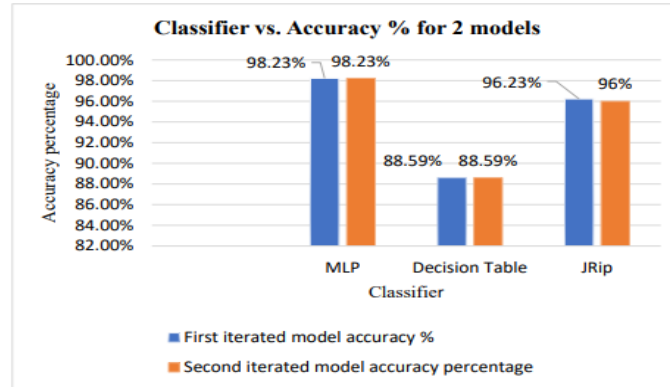 Classifier vs. Accuracy % for 2 models
100.00%
98.00%
96.00%
94.00%
92.00%
90.00%
88.00%
86.00%
84.00%
82.00%
Accuracy percentage
98.23% 98.23%
88.59% 88.59%
96.23% 96%
MLP Decision Table JRip
Classifier
First iterated model accuracy %
Second iterated model accuracy percentage